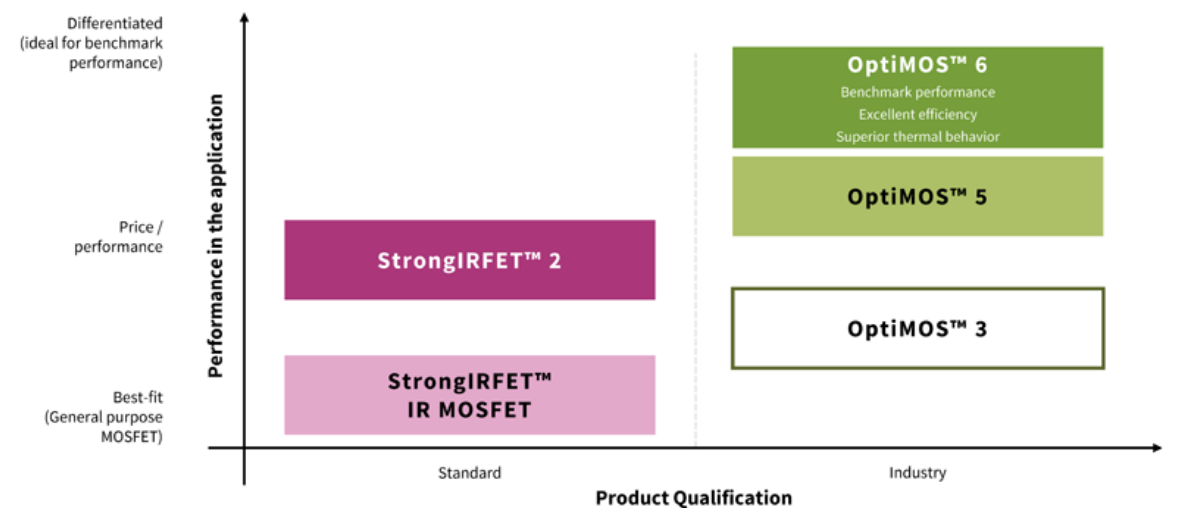 Differentiated
(ideal for benchmark
performance)
Price /
performance
Best-fit
(General purpose
MOSFET)
Performance in the application
StrongIRFET™ 2
StrongIRFET™
IR MOSFET
OptiMOS™ 6
Benchmark performance
Excellent efficiency
Superior thermal behavior
OptiMOS™ 5
OptiMOS™ 3
Standard
Industry
Product Qualification